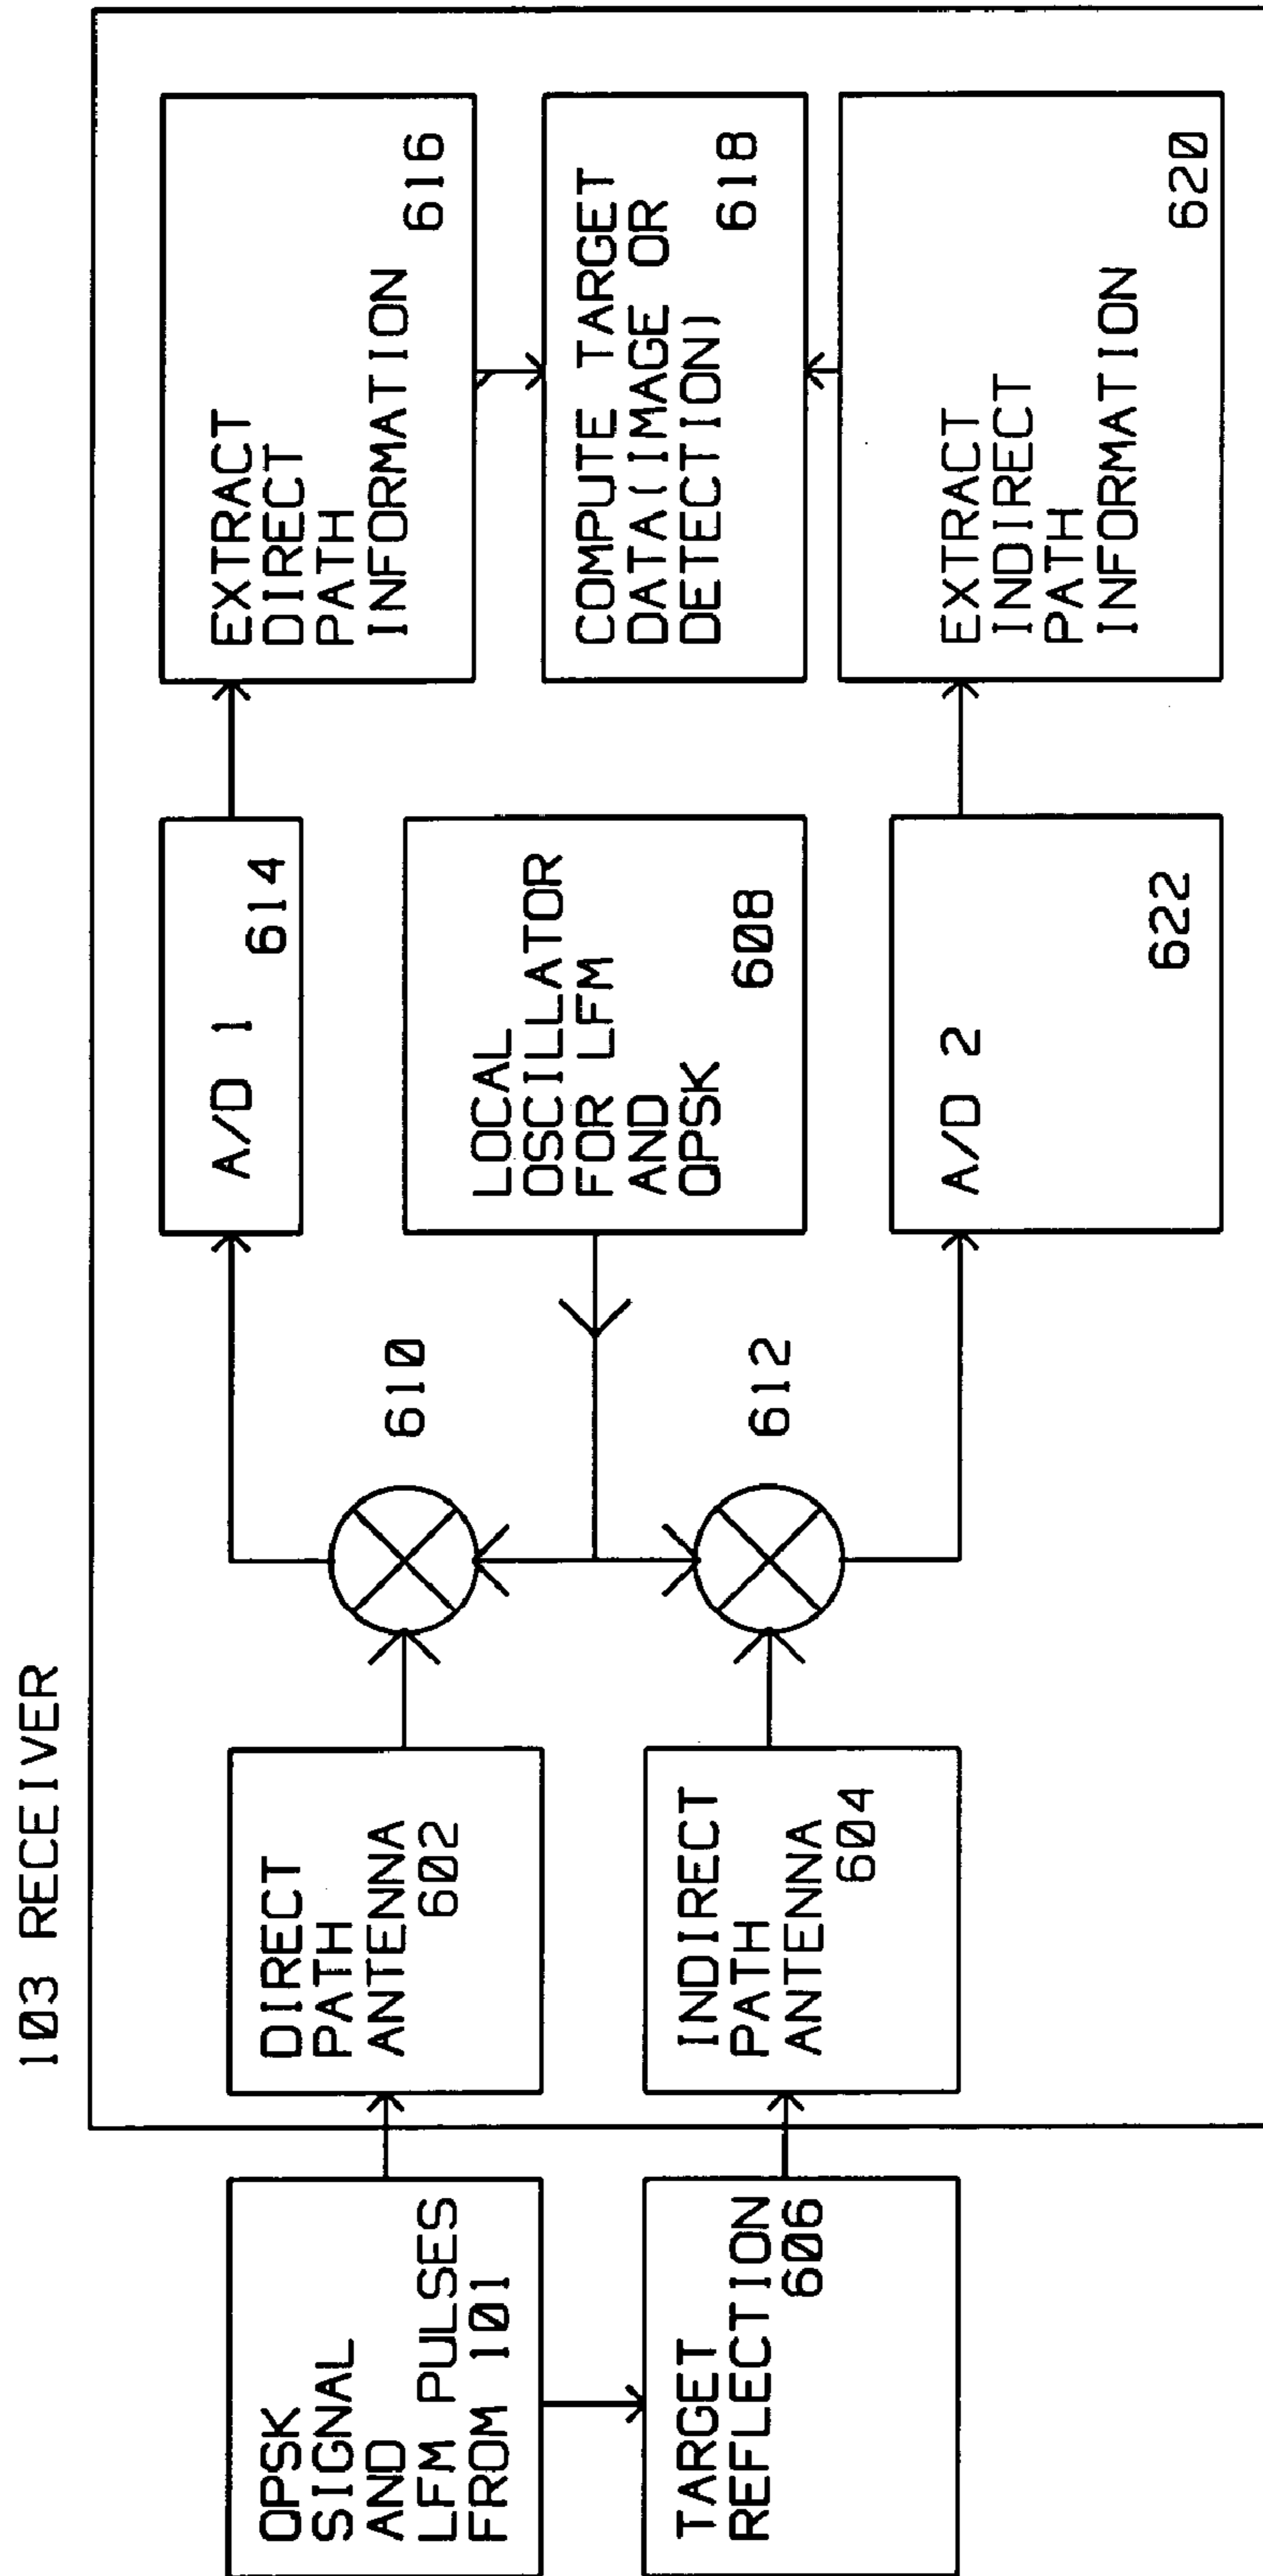 103 RECEIVER
OPSK
SIGNAL
AND
LFM PULSES
FROM 101
TARGET
REFLECTION
606
DIRECT
PATH
ANTENNA
602
INDIRECT
PATH
ANTENNA
604
610
612
A/D 1
614
LOCAL
OSCILLATOR
FOR LFM
AND
OPSK
608
A/D 2
622
EXTRACT
DIRECT
PATH
INFORMATION
616
COMPUTE TARGET
DATA(IMAGE OR
DETECTION)
618
EXTRACT
INDIRECT
PATH
INFORMATION
620